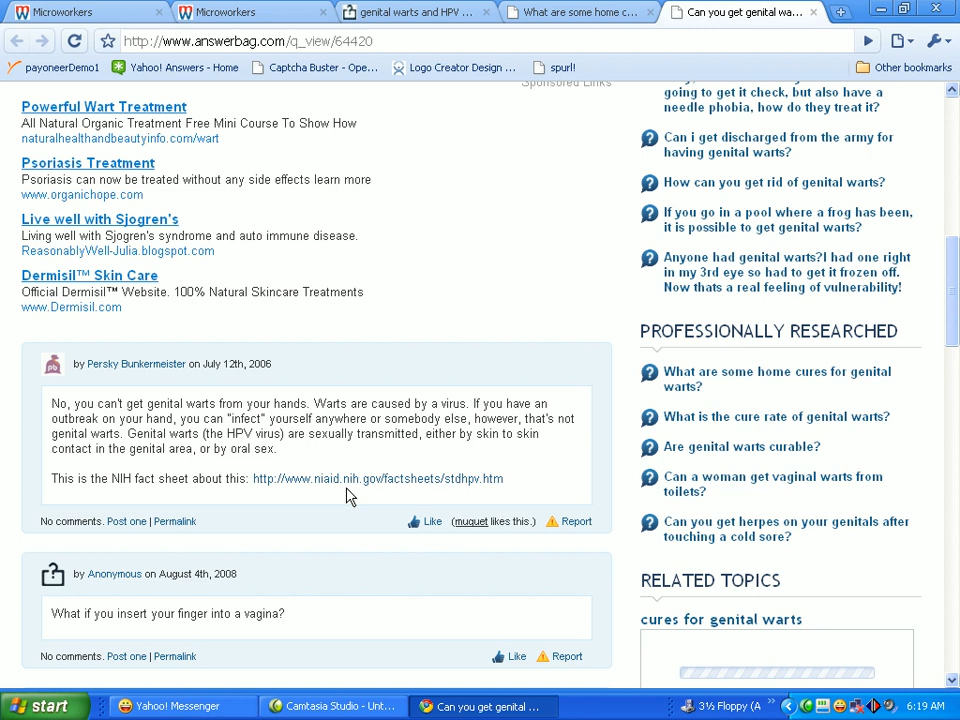 Microworkers
Microworkers
genital warts and HPV ...
What are some home c...
Can you get genital wa...
http://www.answerbag.com/q_view/64420
payoneerDemo1
Yahoo! Answers - Home
Captcha Buster - Ope...
Logo Creator Design ...
spurl!
Other bookmarks
Sponsored Links
Powerful Wart Treatment
All Natural Organic Treatment Free Mini Course To Show How
naturalhealthandbeautyinfo.com/wart
Psoriasis Treatment
Psoriasis can now be treated without any side effects learn more
www.organichope.com
Live well with Sjogren's
Living well with Sjogren's syndrome and auto immune disease.
ReasonablyWell-Julia.blogspot.com
Dermisil™ Skin Care
Official Dermisil™ Website. 100% Natural Skincare Treatments
www.Dermisil.com
by Persky Bunkermeister on July 12th, 2006
No, you can't get genital warts from your hands. Warts are caused by a virus. If you have an
outbreak on your hand, you can "infect" yourself anywhere or somebody else, however, that's not
genital warts. Genital warts (the HPV virus) are sexually transmitted, either by skin to skin
contact in the genital area, or by oral sex.
This is the NIH fact sheet about this: http://www.niaid.nih.gov/factsheets/stdhpv.htm
No comments. Post one | Permalink
Like (muquet likes this.) Report
by Anonymous on August 4th, 2008
What if you insert your finger into a vagina?
No comments. Post one | Permalink
Like Report
going to get it check, but also have a
needle phobia, how do they treat it?
Can i get discharged from the army for
having genital warts?
How can you get rid of genital warts?
If you go in a pool where a frog has been,
it is possible to get genital warts?
Anyone had genital warts?I had one right
in my 3rd eye so had to get it frozen off.
Now thats a real feeling of vulnerability!
PROFESSIONALLY RESEARCHED
What are some home cures for genital
warts?
What is the cure rate of genital warts?
Are genital warts curable?
Can a woman get vaginal warts from
toilets?
Can you get herpes on your genitals after
touching a cold sore?
RELATED TOPICS
cures for genital warts
start
Yahoo! Messenger
Camtasia Studio - Unt...
Can you get genital ...
3½ Floppy (A
6:19 AM